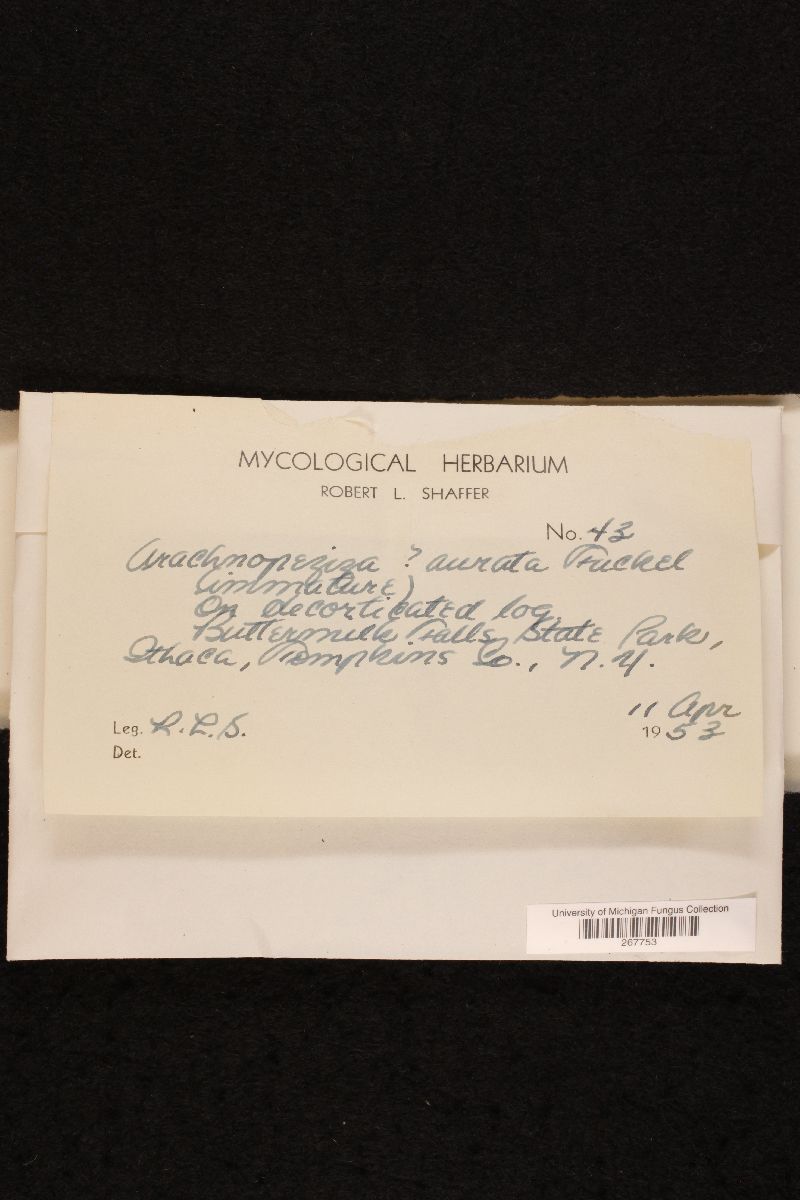 MYCOLOGICAL HERBARIUM
ROBERT L. SHAFFER
No. 43
Arachnopeziza ? aurata Fuckel
(immature)
On decorticated log
Buttermilk Falls State Park,
Ithaca, Tompkins Co., N.Y.
11 Apr
Leg. R.L.S. 1953
Det.
University of Michigan Fungus Collection
267753